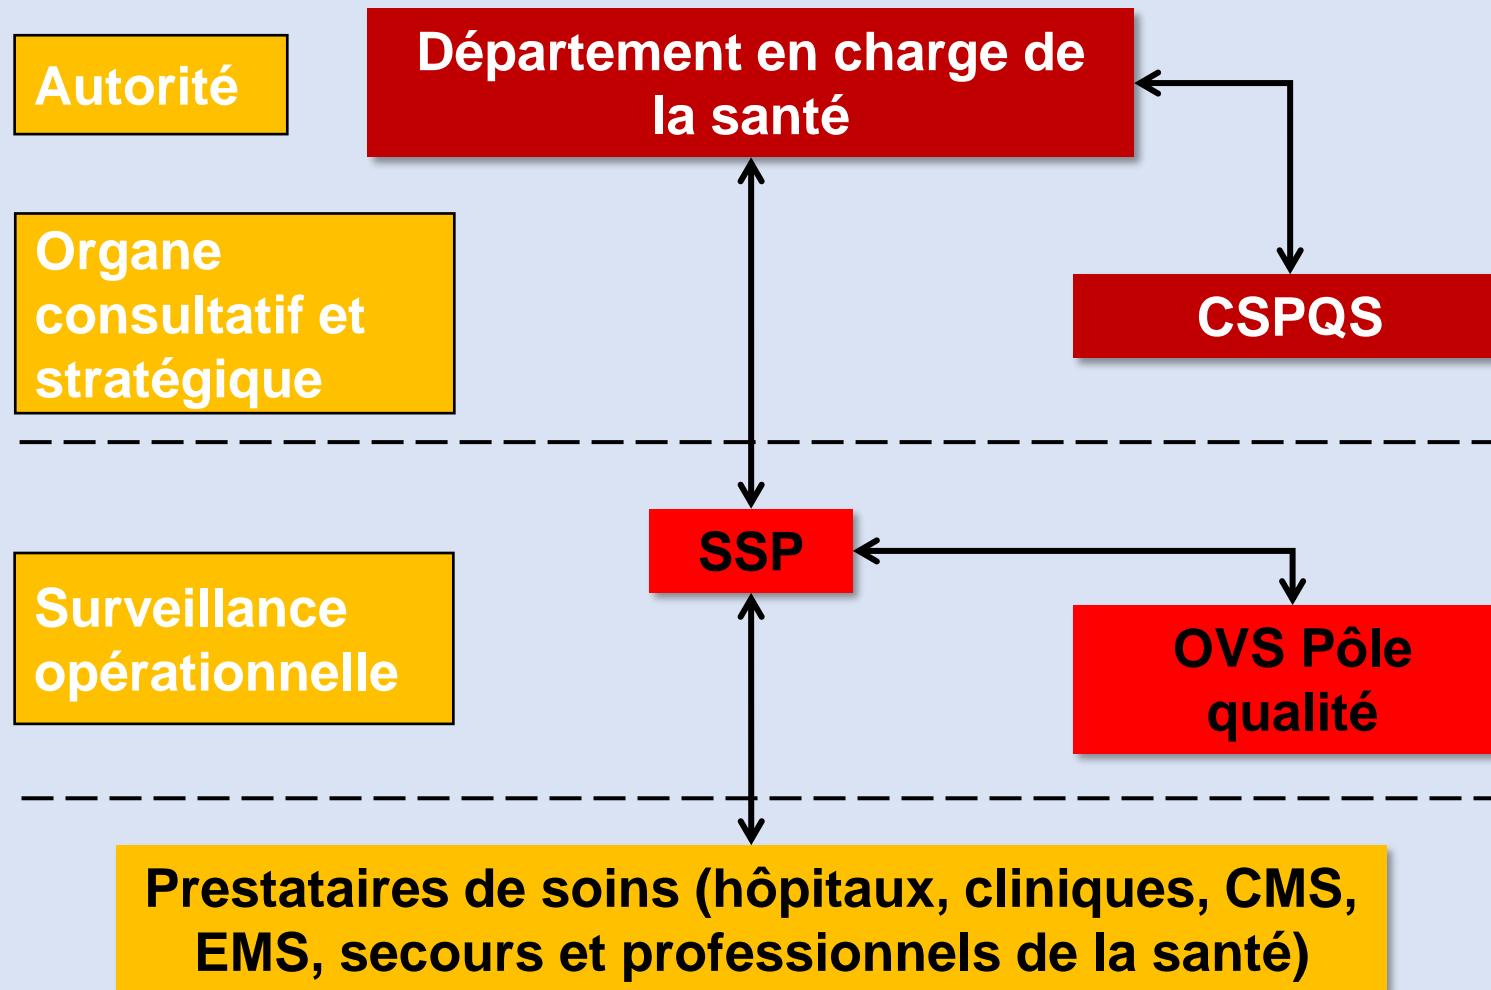 Autorité
Département en charge de
la santé
Organe
consultatif et
stratégique
CSPQS
SSP
Surveillance
opérationnelle
OVS Pôle
qualité
Prestataires de soins (hôpitaux, cliniques, CMS,
EMS, secours et professionnels de la santé)